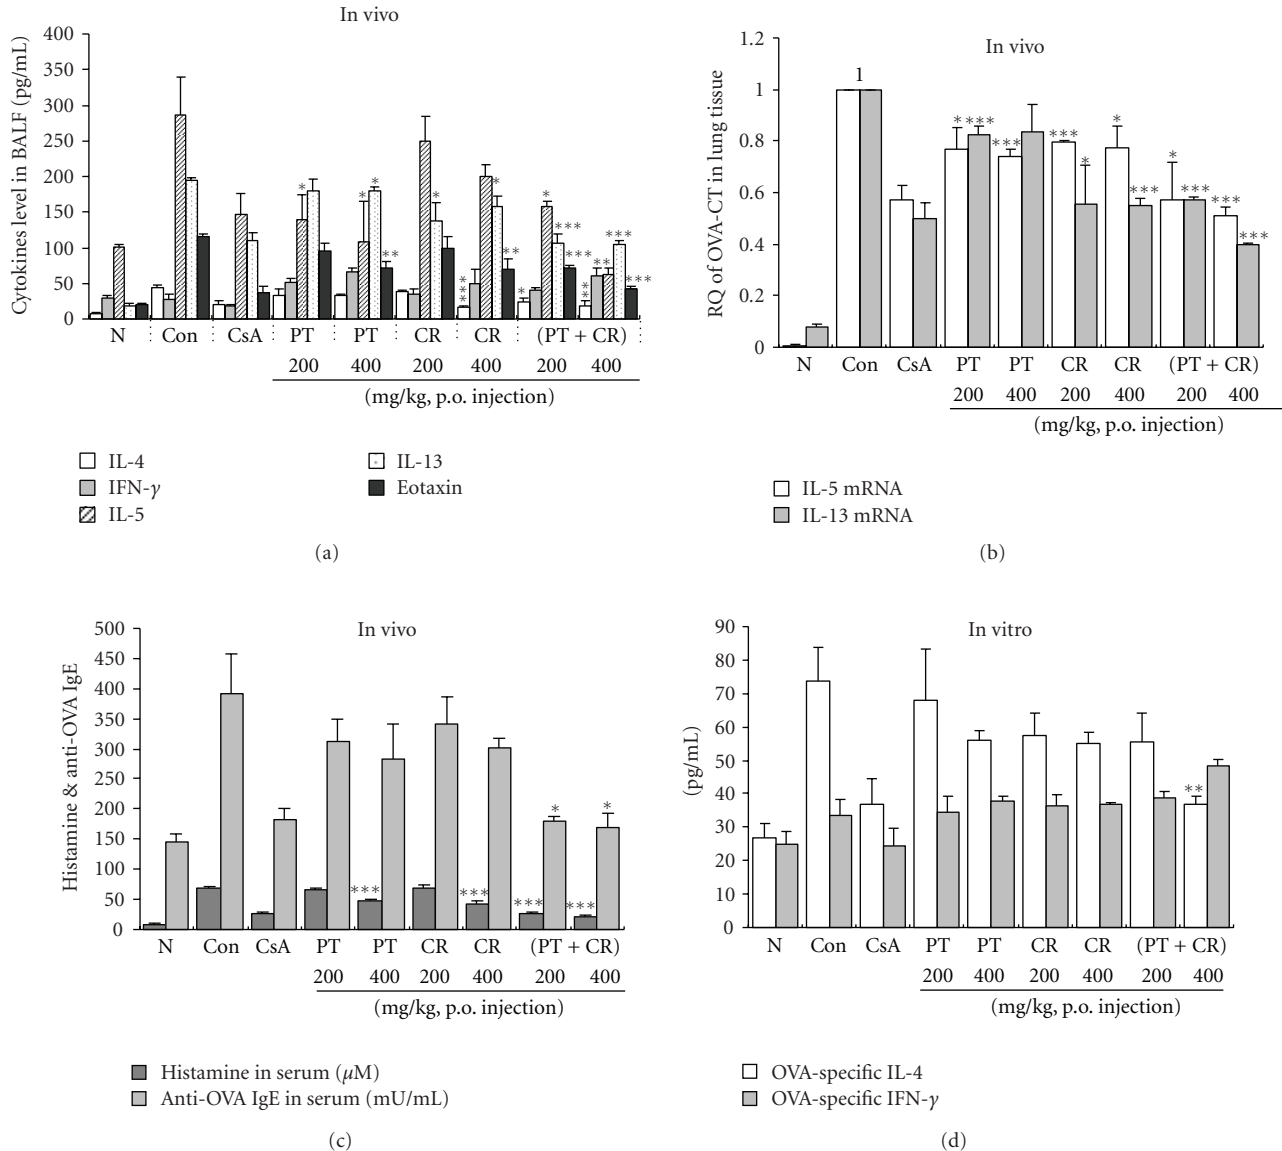 In vivo
Cytokines level in BALF (pg/mL)
400
350
300
250
200
150
100
50
0
* * * * * ** *** * ** * * *** *** ** ** *** ***
N Con CsA PT PT CR CR (PT + CR)
200 400 200 400 200 400
(mg/kg, p.o. injection)
IL-4
IFN-γ
IL-5
IL-13
Eotaxin
(a)
In vivo
RQ of OVA-CT in lung tissue
1.2
1
0.8
0.6
0.4
0.2
0
1
* *** *** *** * * *** * *** *** ***
N Con CsA PT PT CR CR (PT + CR)
200 400 200 400 200 400
(mg/kg, p.o. injection)
IL-5 mRNA
IL-13 mRNA
(b)
In vivo
Histamine & anti-OVA IgE
500
450
400
350
300
250
200
150
100
50
0
*** *** *** * *** *
N Con CsA PT PT CR CR (PT + CR)
200 400 200 400 200 400
(mg/kg, p.o. injection)
Histamine in serum (μM)
Anti-OVA IgE in serum (mU/mL)
(c)
In vitro
(pg/mL)
90
80
70
60
50
40
30
20
10
0
**
N Con CsA PT PT CR CR (PT + CR)
200 400 200 400 200 400
(mg/kg, p.o. injection)
OVA-specific IL-4
OVA-specific IFN-γ
(d)